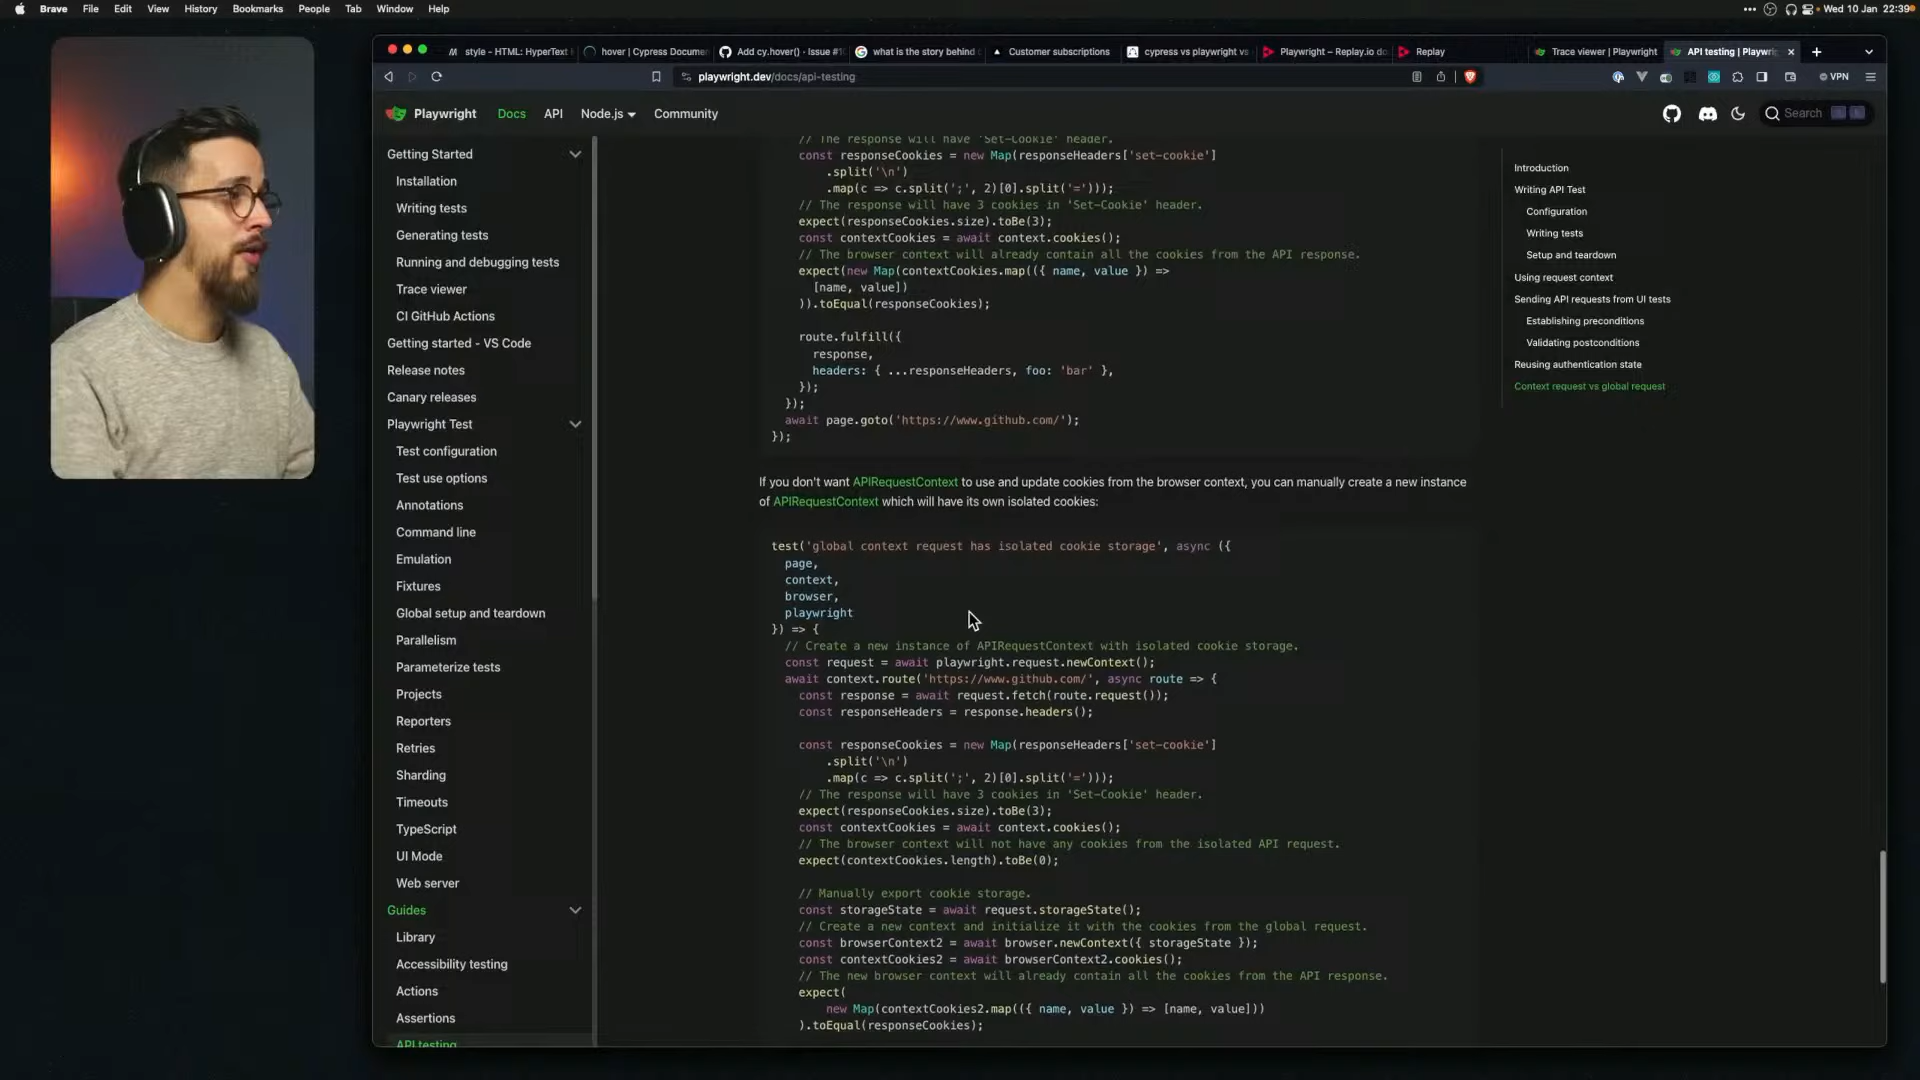 Brave File Edit View History Bookmarks People Tab Window Help
Wed 10 Jan 22:39
style - HTML: HyperText
hover | Cypress Docume
Add cy.hover() · Issue #1
what is the story behind
Customer subscriptions
cypress vs playwright vs
Playwright – Replay.io do
Replay
Trace viewer | Playwright
API testing | Playwri
playwright.dev/docs/api-testing
VPN
Playwright Docs API Node.js Community
Search
Getting Started
Installation
Writing tests
Generating tests
Running and debugging tests
Trace viewer
CI GitHub Actions
Getting started - VS Code
Release notes
Canary releases
Playwright Test
Test configuration
Test use options
Annotations
Command line
Emulation
Fixtures
Global setup and teardown
Parallelism
Parameterize tests
Projects
Reporters
Retries
Sharding
Timeouts
TypeScript
UI Mode
Web server
Guides
Library
Accessibility testing
Actions
Assertions
API testing
// The response will have 'Set-Cookie' header.
const responseCookies = new Map(responseHeaders['set-cookie']
.split('\n')
.map(c => c.split(';', 2)[0].split('=')));
// The response will have 3 cookies in 'Set-Cookie' header.
expect(responseCookies.size).toBe(3);
const contextCookies = await context.cookies();
// The browser context will already contain all the cookies from the API response.
expect(new Map(contextCookies.map(({ name, value }) =>
[name, value])
)).toEqual(responseCookies);
route.fulfill({
response,
headers: { ...responseHeaders, foo: 'bar' },
});
});
await page.goto('https://www.github.com/');
});
If you don't want APIRequestContext to use and update cookies from the browser context, you can manually create a new instance
of APIRequestContext which will have its own isolated cookies:
test('global context request has isolated cookie storage', async ({
page,
context,
browser,
playwright
}) => {
// Create a new instance of APIRequestContext with isolated cookie storage.
const request = await playwright.request.newContext();
await context.route('https://www.github.com/', async route => {
const response = await request.fetch(route.request());
const responseHeaders = response.headers();
const responseCookies = new Map(responseHeaders['set-cookie']
.split('\n')
.map(c => c.split(';', 2)[0].split('=')));
// The response will have 3 cookies in 'Set-Cookie' header.
expect(responseCookies.size).toBe(3);
const contextCookies = await context.cookies();
// The browser context will not have any cookies from the isolated API request.
expect(contextCookies.length).toBe(0);
// Manually export cookie storage.
const storageState = await request.storageState();
// Create a new context and initialize it with the cookies from the global request.
const browserContext2 = await browser.newContext({ storageState });
const contextCookies2 = await browserContext2.cookies();
// The new browser context will already contain all the cookies from the API response.
expect(
new Map(contextCookies2.map(({ name, value }) => [name, value]))
).toEqual(responseCookies);
Introduction
Writing API Test
Configuration
Writing tests
Setup and teardown
Using request context
Sending API requests from UI tests
Establishing preconditions
Validating postconditions
Reusing authentication state
Context request vs global request